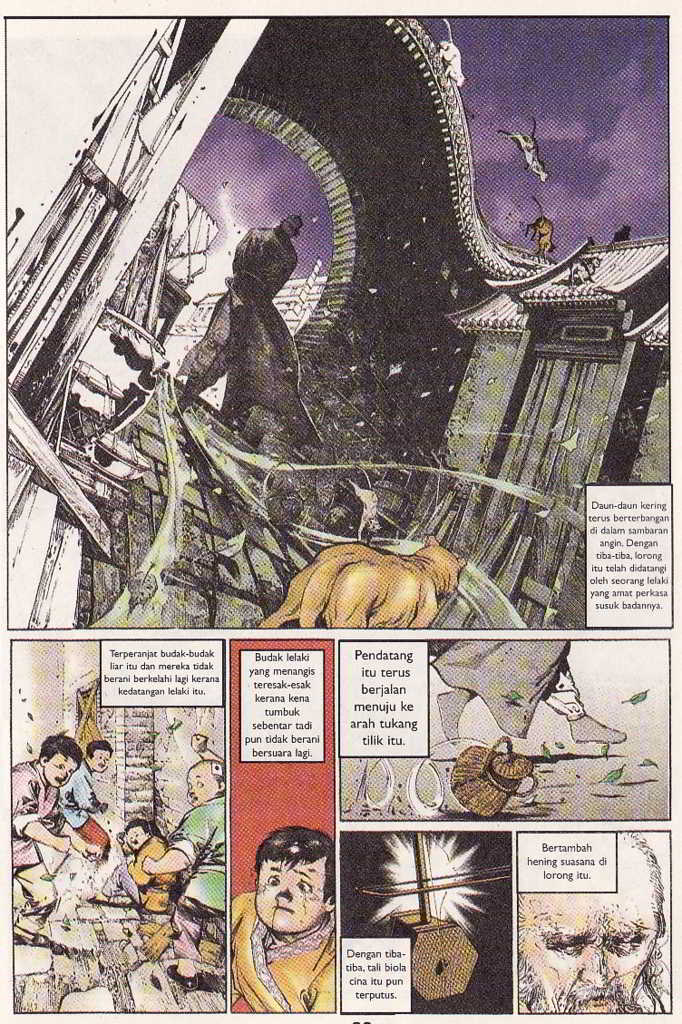 Daun-daun kering
terus berterbangan
di dalam sambaran
angin. Dengan
tiba-tiba, lorong
itu telah didatangi
oleh seorang lelaki
yang amat perkasa
susuk badannya.
Terperanjat budak-budak
liar itu dan mereka tidak
berani berkelahi lagi kerana
kedatangan lelaki itu.
Budak lelaki
yang menangis
teresak-esak
kerana kena
tumbuk
sebentar tadi
pun tidak berani
bersuara lagi.
Pendatang
itu terus
berjalan
menuju ke
arah tukang
tilik itu.
Dengan tiba-
tiba, tali biola
cina itu pun
terputus.
Bertambah
hening suasana di
lorong itu.